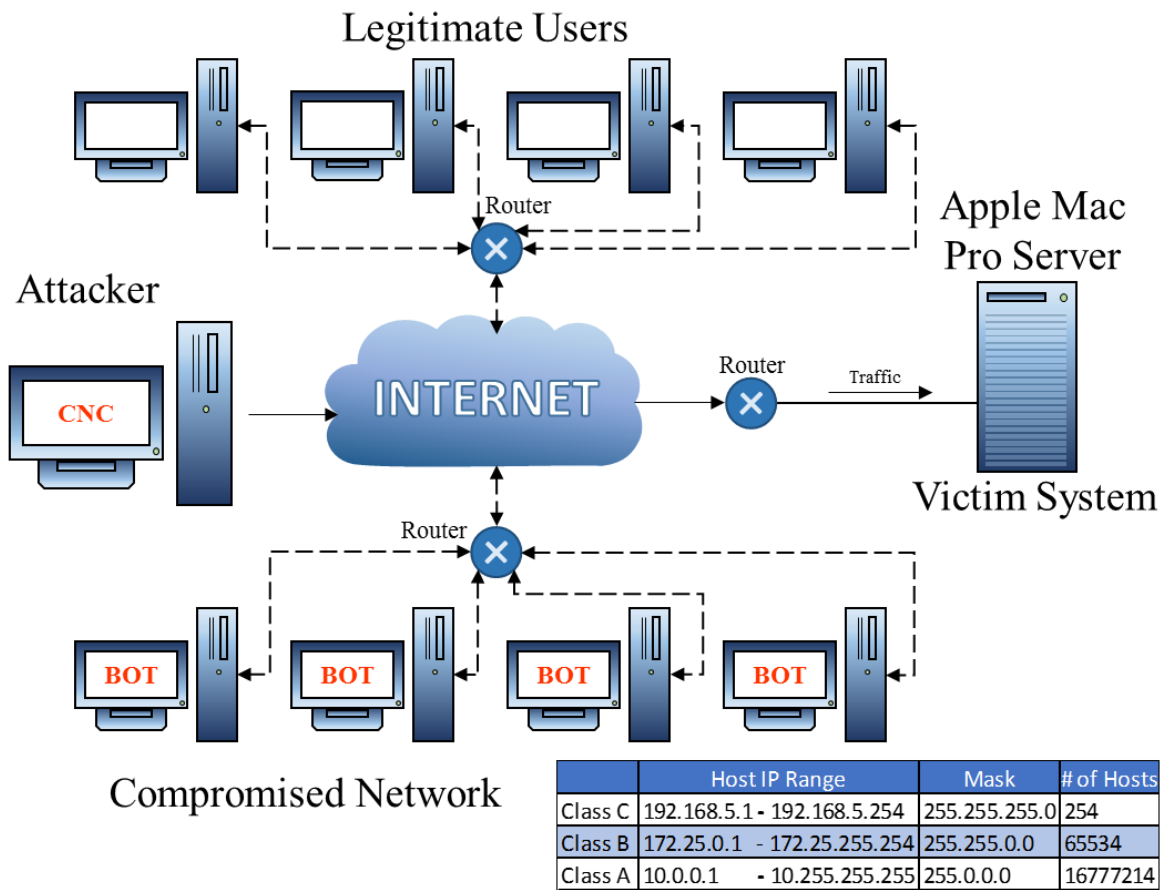 Legitimate Users
Router
Apple Mac
Pro Server
Attacker
CNC
INTERNET
Router
Traffic
Victim System
Router
BOT BOT BOT BOT
Compromised Network
Host IP Range Mask # of Hosts
Class C 192.168.5.1 - 192.168.5.254 255.255.255.0 254
Class B 172.25.0.1 - 172.25.255.254 255.255.0.0 65534
Class A 10.0.0.1 - 10.255.255.255 255.0.0.0 16777214